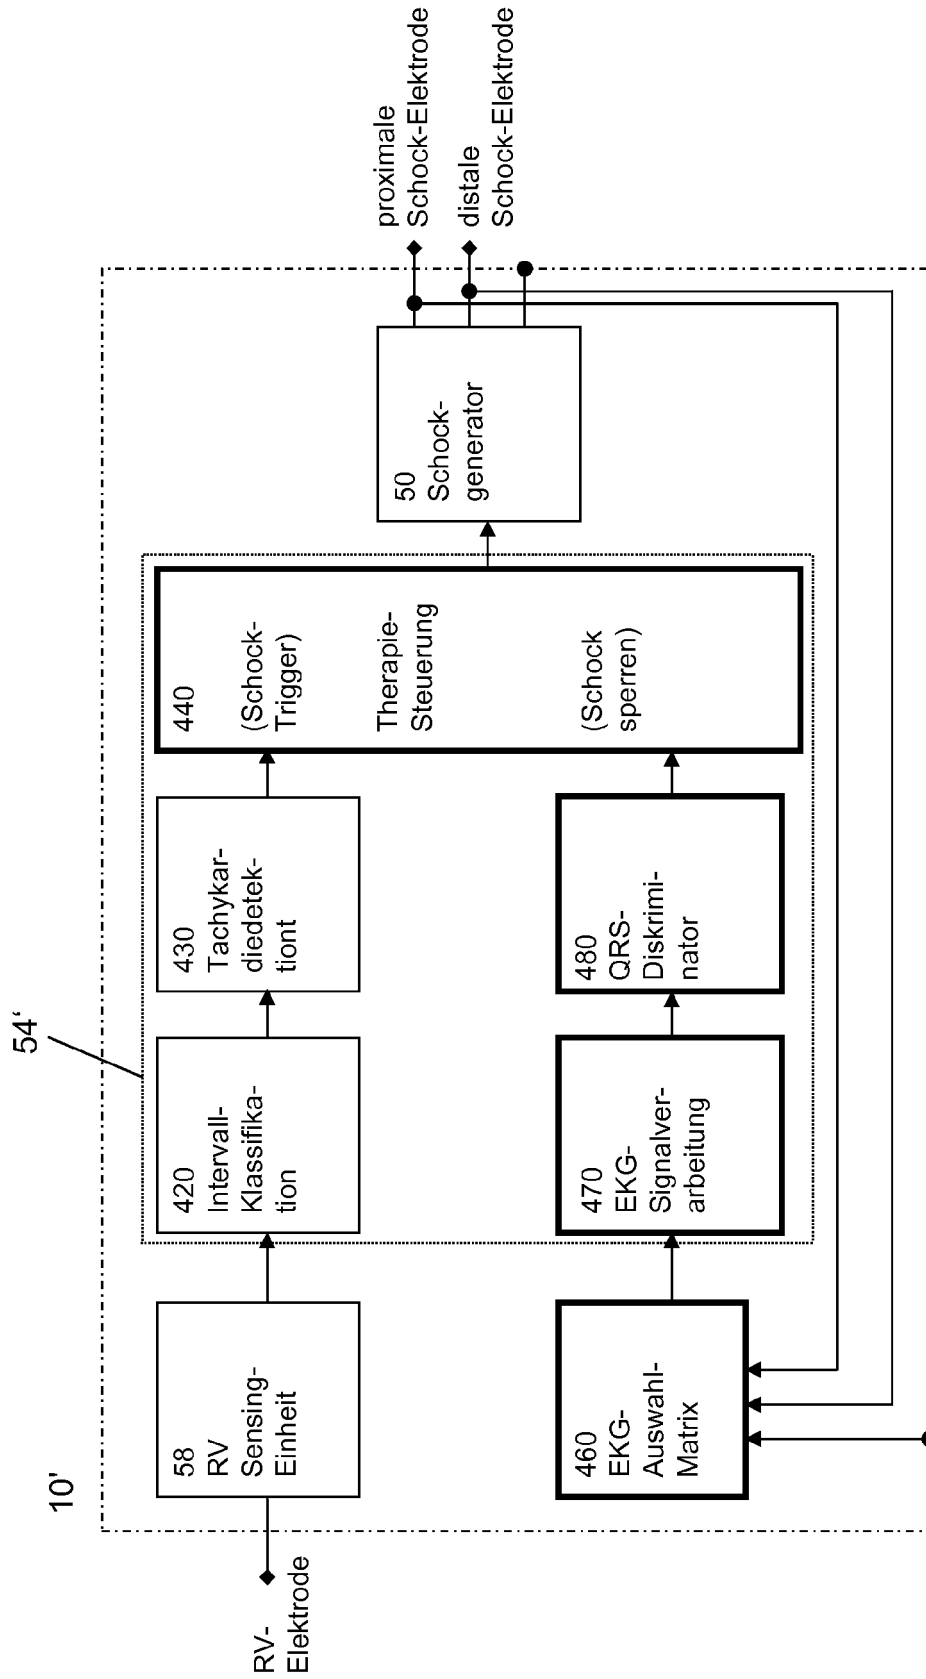 10'
54‘
RV-
Elektrode
58
RV
Sensing-
Einheit
420
Intervall-
Klassifika-
tion
430
Tachykar-
diedetek-
tiont
440
(Schock-
Trigger)
Therapie-
Steuerung
(Schock
sperren)
50
Schock-
generator
proximale
Schock-Elektrode
distale
Schock-Elektrode
460
EKG-
Auswahl-
Matrix
470
EKG-
Signalver-
arbeitung
480
QRS-
Diskrimi-
nator